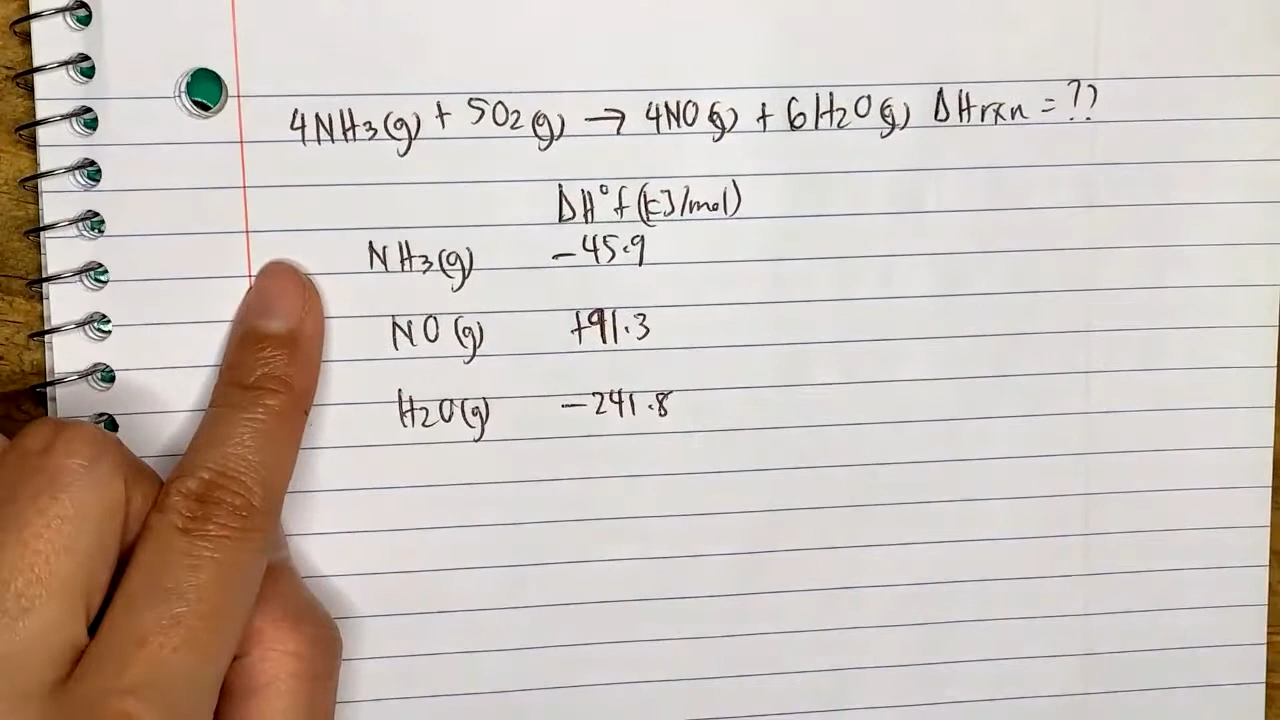 4NH3(g) + 5O2(g) → 4NO(g) + 6H2O(g) ΔHrxn = ??
ΔH°f (kJ/mol)
NH3(g) -45.9
NO(g) +91.3
H2O(g) -241.8